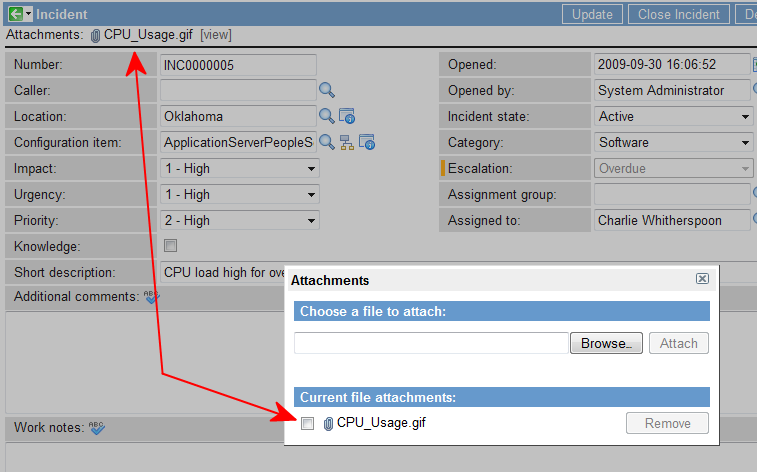 Incident Update Close Incident De
Attachments: CPU_Usage.gif [view]
Number: INC0000005 Opened: 2009-09-30 16:06:52
Caller: Opened by: System Administrator
Location: Oklahoma Incident state: Active
Configuration item: ApplicationServerPeopleS Category: Software
Impact: 1 - High Escalation: Overdue
Urgency: 1 - High Assignment group:
Priority: 2 - High Assigned to: Charlie Whitherspoon
Knowledge:
Short description: CPU load high for ove
Attachments
Additional comments: ABC
Choose a file to attach:
Browse... Attach
Current file attachments:
CPU_Usage.gif Remove
Work notes: ABC